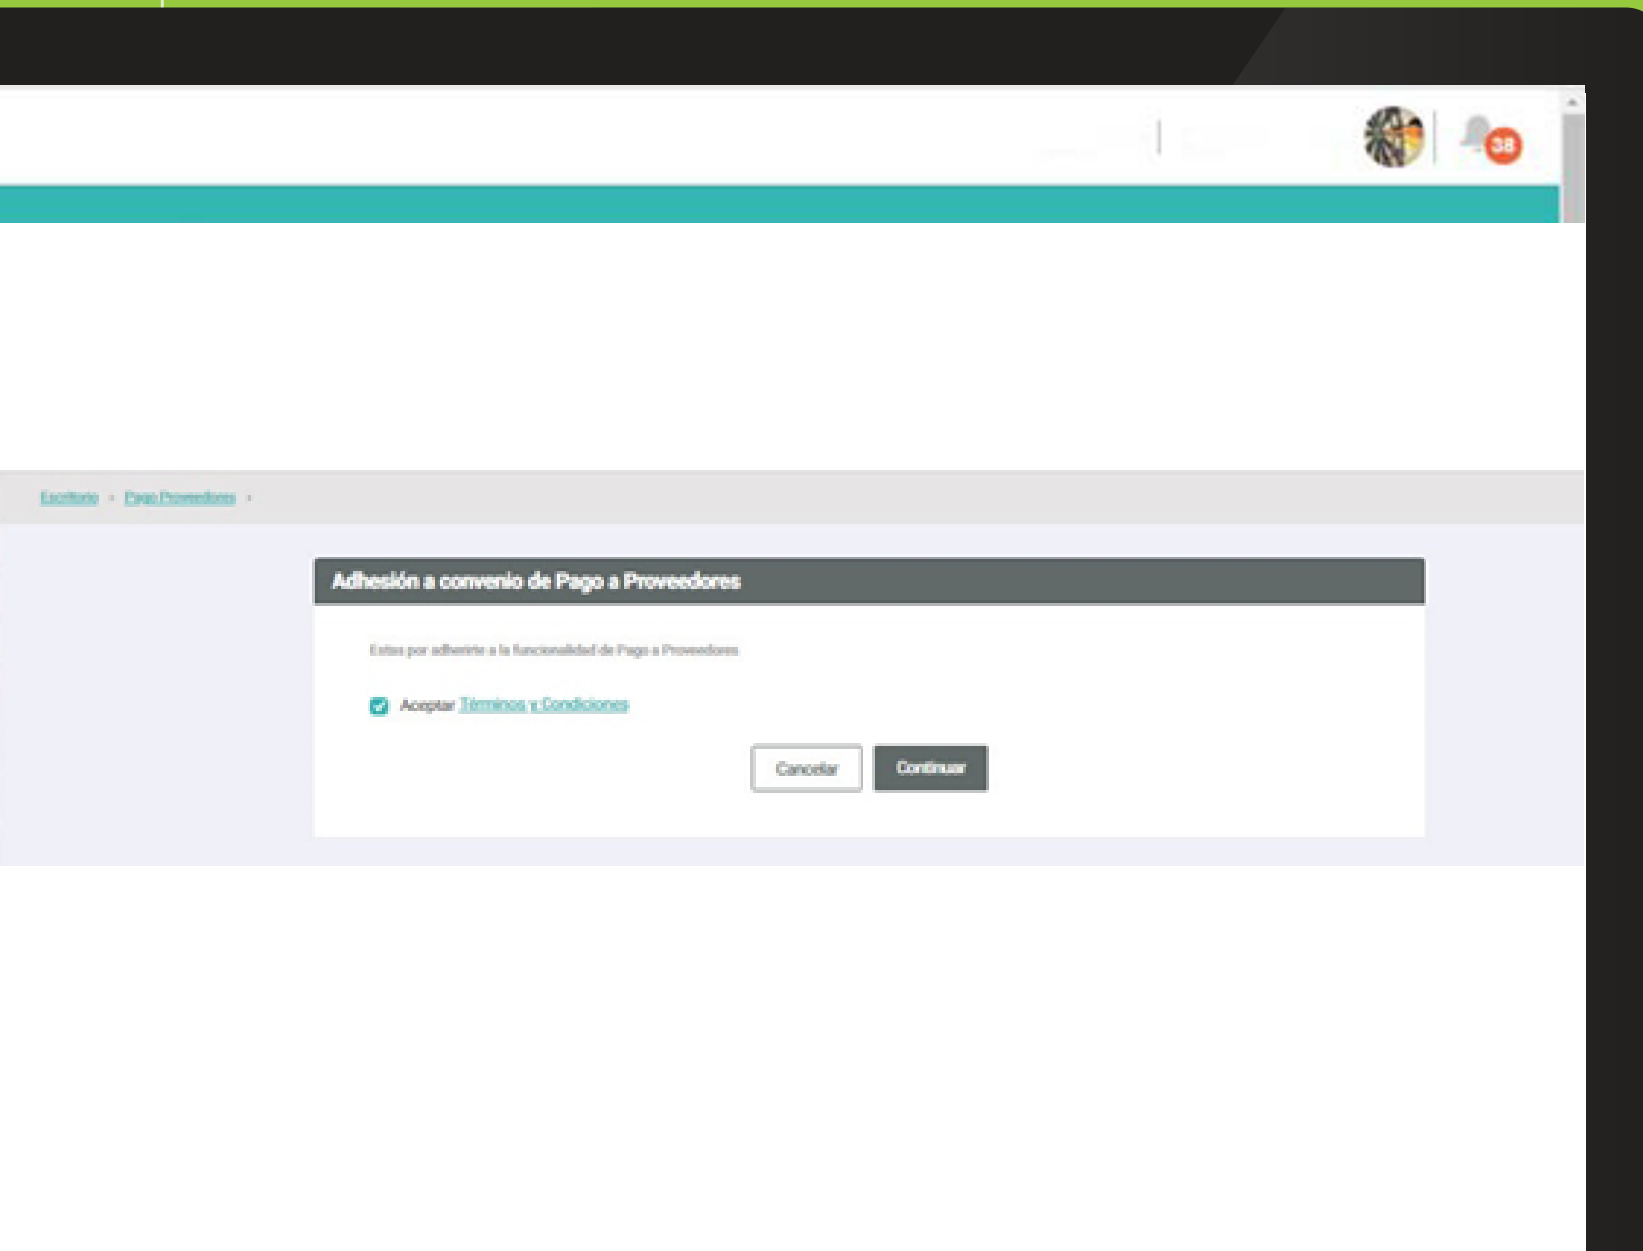 38
Escritorio › Pago Proveedores ›
Adhesión a convenio de Pago a Proveedores
Estas por adherirte a la funcionalidad de Pago a Proveedores
Aceptar Términos y Condiciones
Cancelar Continuar